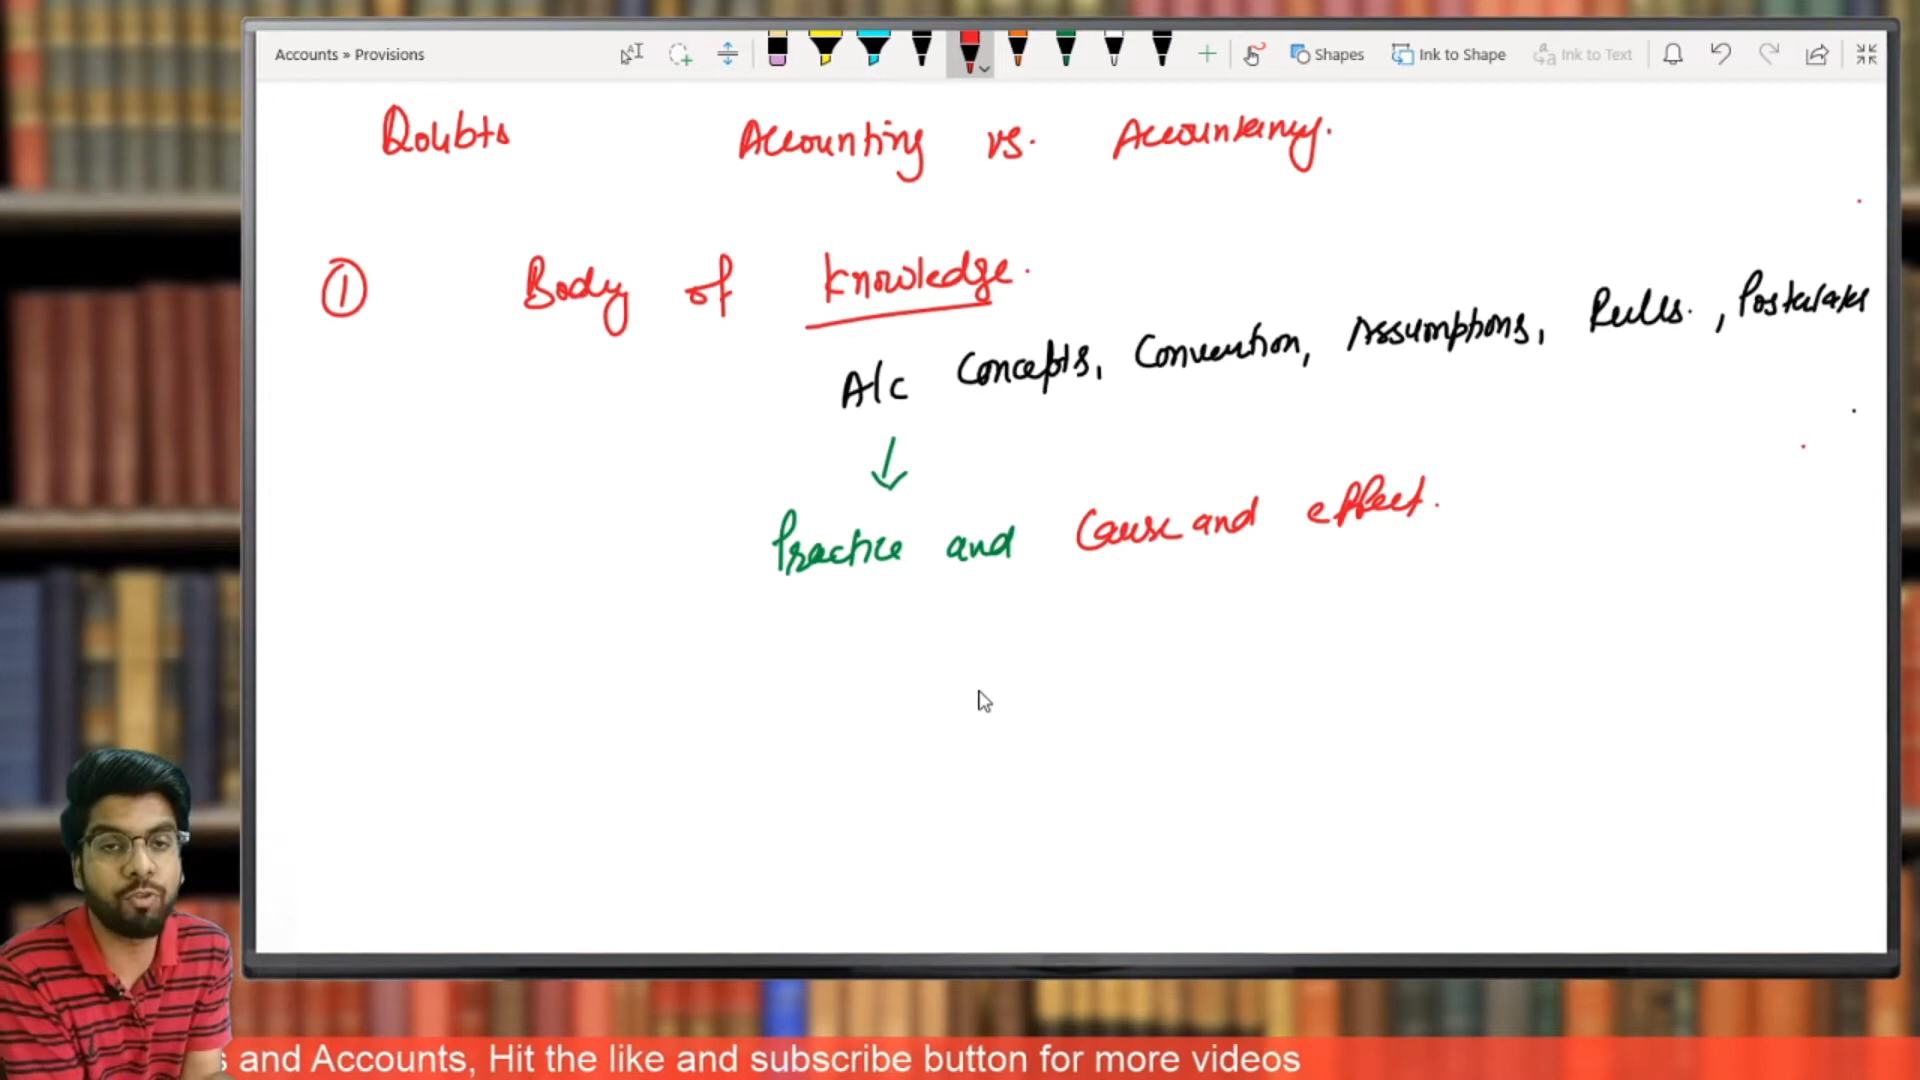 Accounts » Provisions
Shapes Ink to Shape Ink to Text
Doubts Accounting vs. Accountancy.
① Body of knowledge.
A/c Concepts, Convention, Assumptions, Rules. , Postulates
Practice and Cause and effect.
and Accounts, Hit the like and subscribe button for more videos